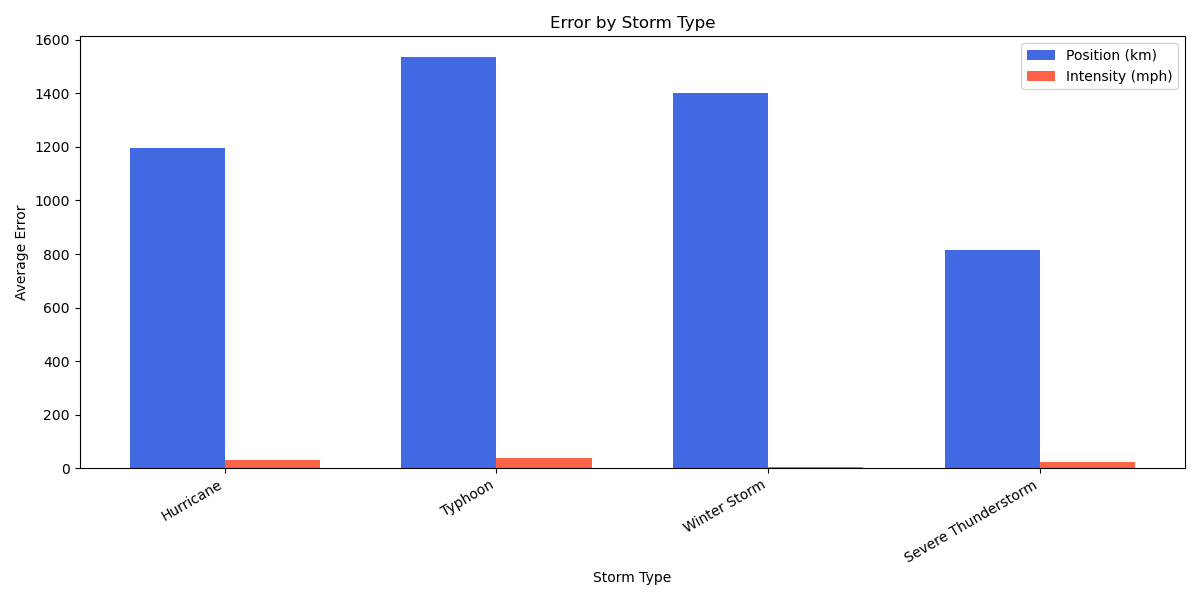 Error by Storm Type
Position (km)
Intensity (mph)
1600
1400
1200
1000
800
600
400
200
0
Average Error
Hurricane
Typhoon
Winter Storm
Severe Thunderstorm
Storm Type